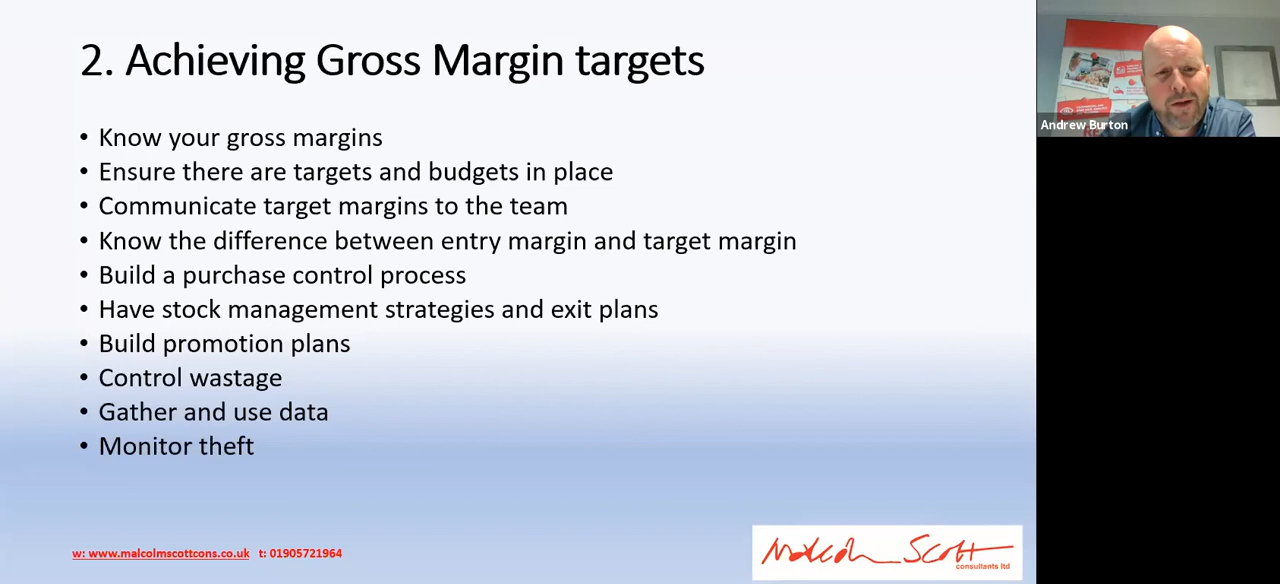 2. Achieving Gross Margin targets
• Know your gross margins
• Ensure there are targets and budgets in place
• Communicate target margins to the team
• Know the difference between entry margin and target margin
• Build a purchase control process
• Have stock management strategies and exit plans
• Build promotion plans
• Control wastage
• Gather and use data
• Monitor theft
w: www.malcolmscottcons.co.uk t: 01905721964
Malcolm Scott
consultants ltd
Andrew Burton